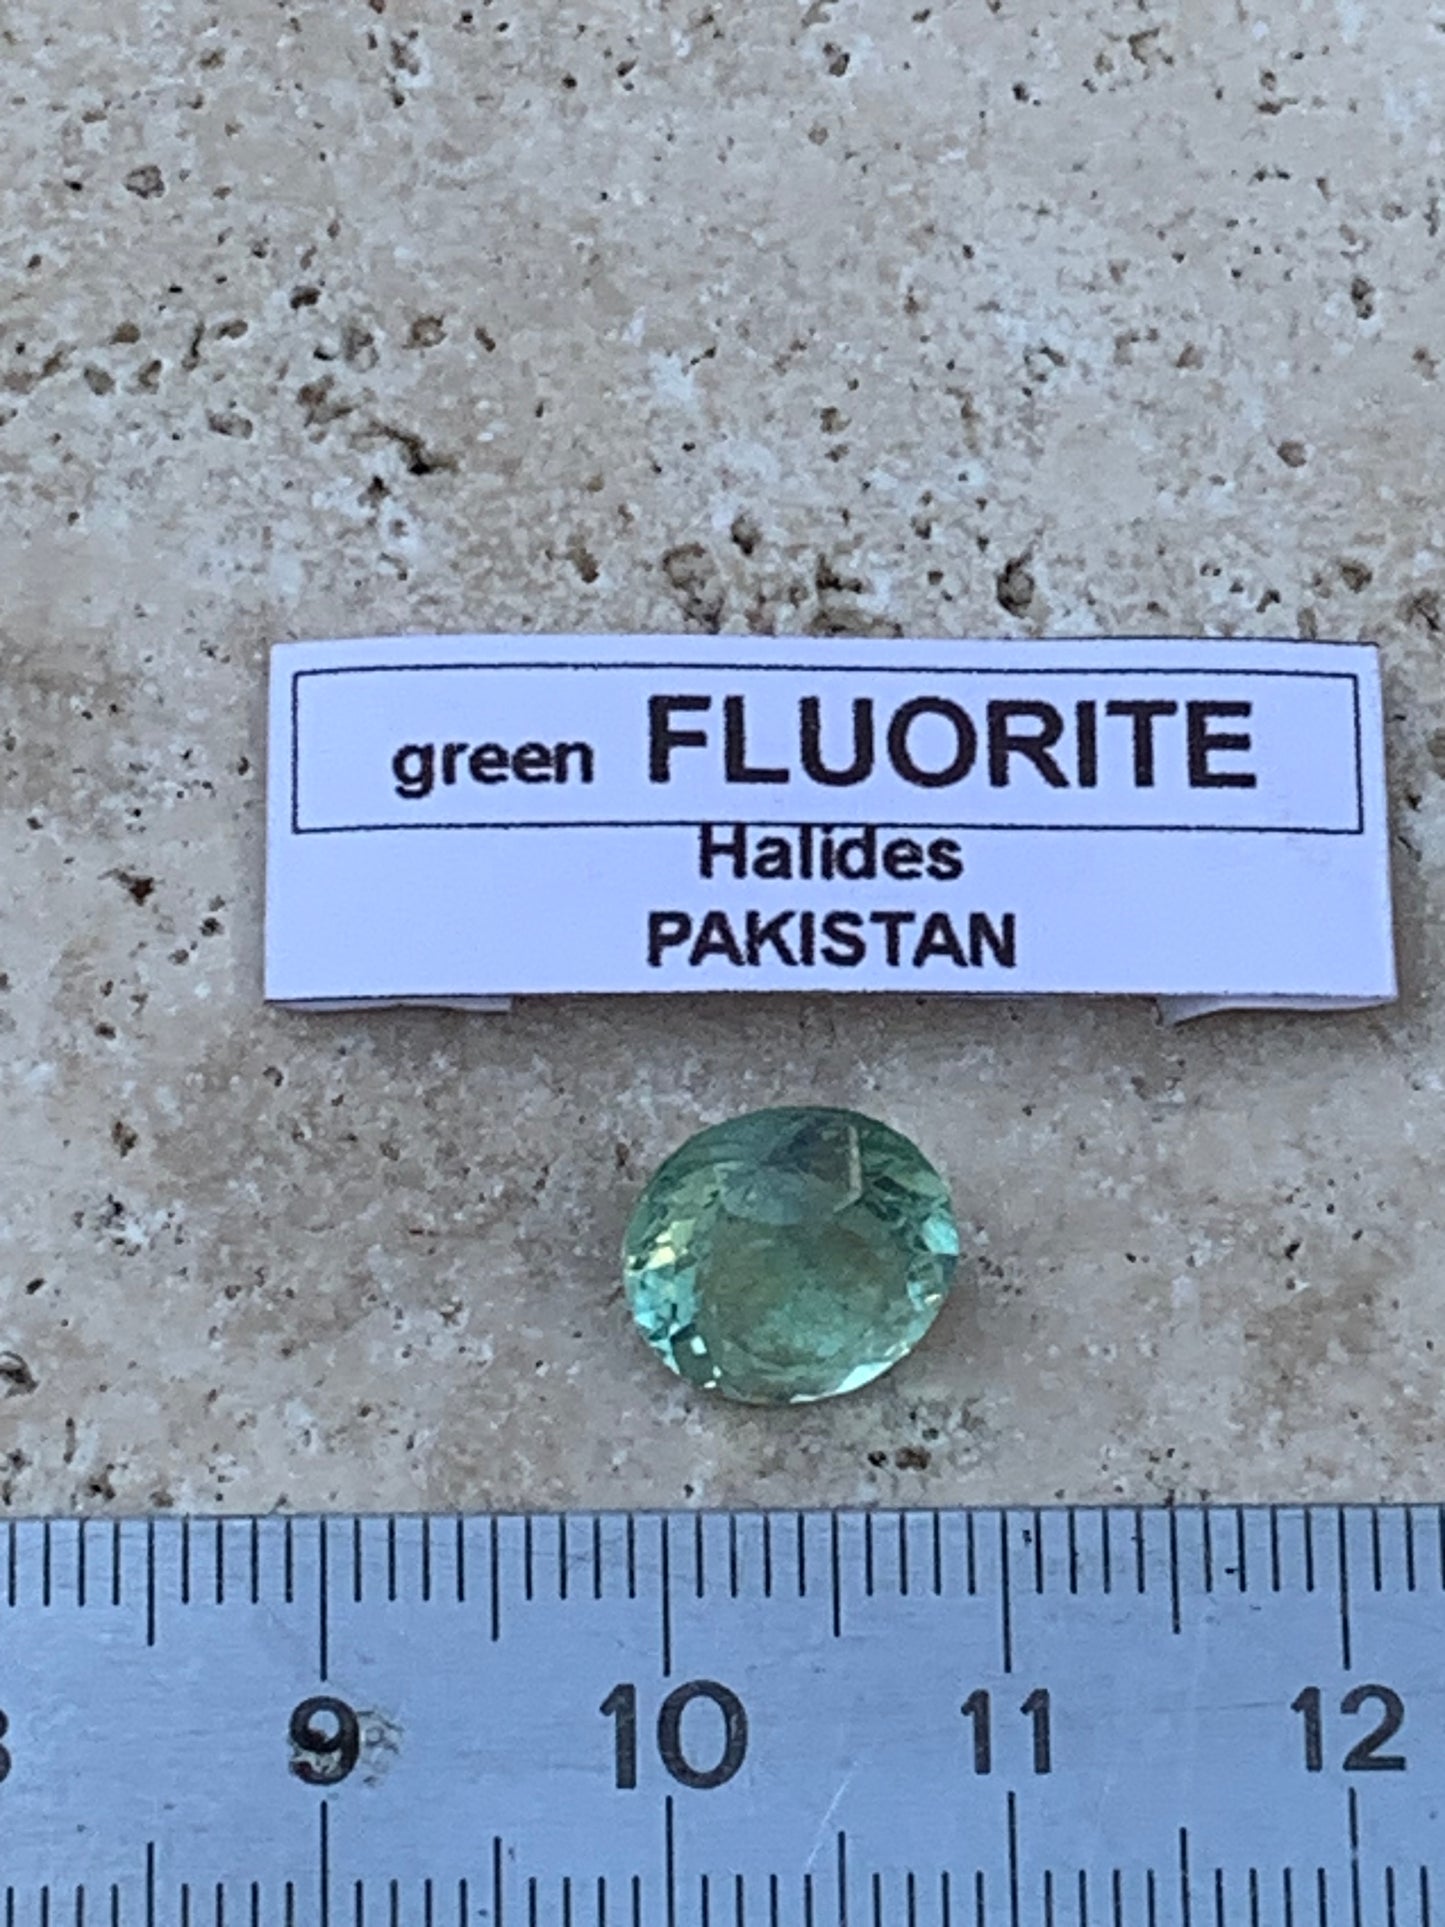 green FLUORITE
Halides
PAKISTAN
9 10 11 12